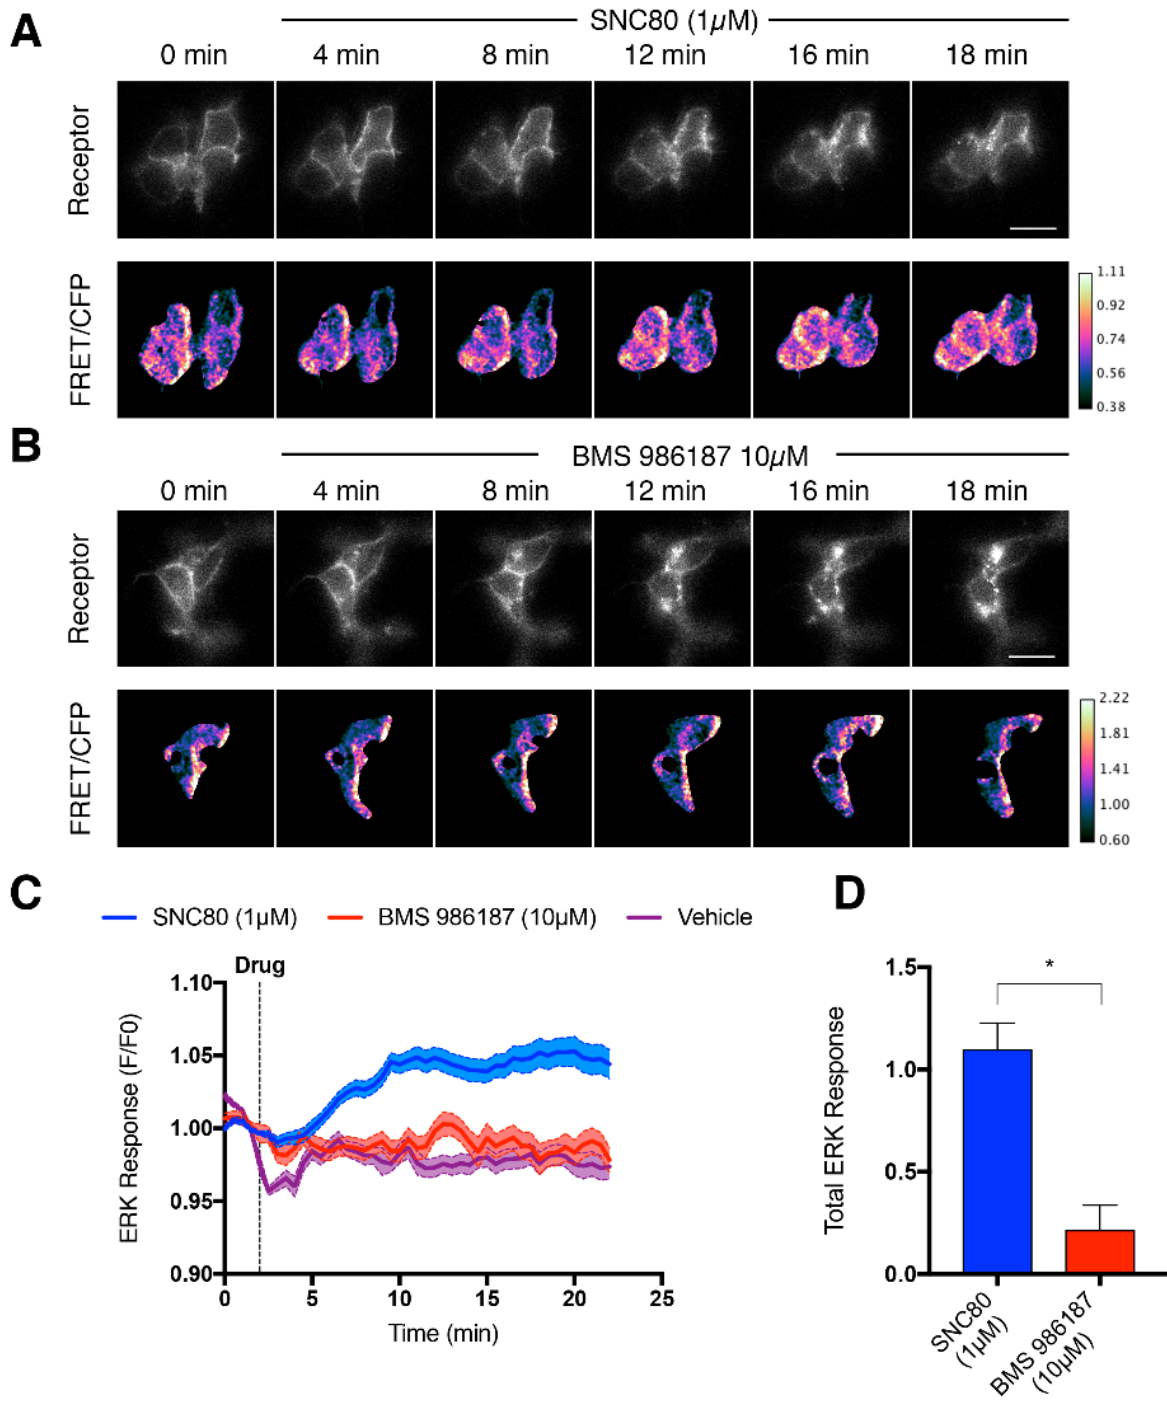 A
SNC80 (1µM)
0 min 4 min 8 min 12 min 16 min 18 min
Receptor
FRET/CFP
1.11
0.92
0.74
0.56
0.38
B
BMS 986187 10µM
0 min 4 min 8 min 12 min 16 min 18 min
Receptor
FRET/CFP
2.22
1.81
1.41
1.00
0.60
C
SNC80 (1µM) BMS 986187 (10µM) Vehicle
Drug
ERK Response (F/F0)
1.10
1.05
1.00
0.95
0.90
0 5 10 15 20 25
Time (min)
D
*
Total ERK Response
1.5
1.0
0.5
0.0
SNC80
(1µM)
BMS 986187
(10µM)